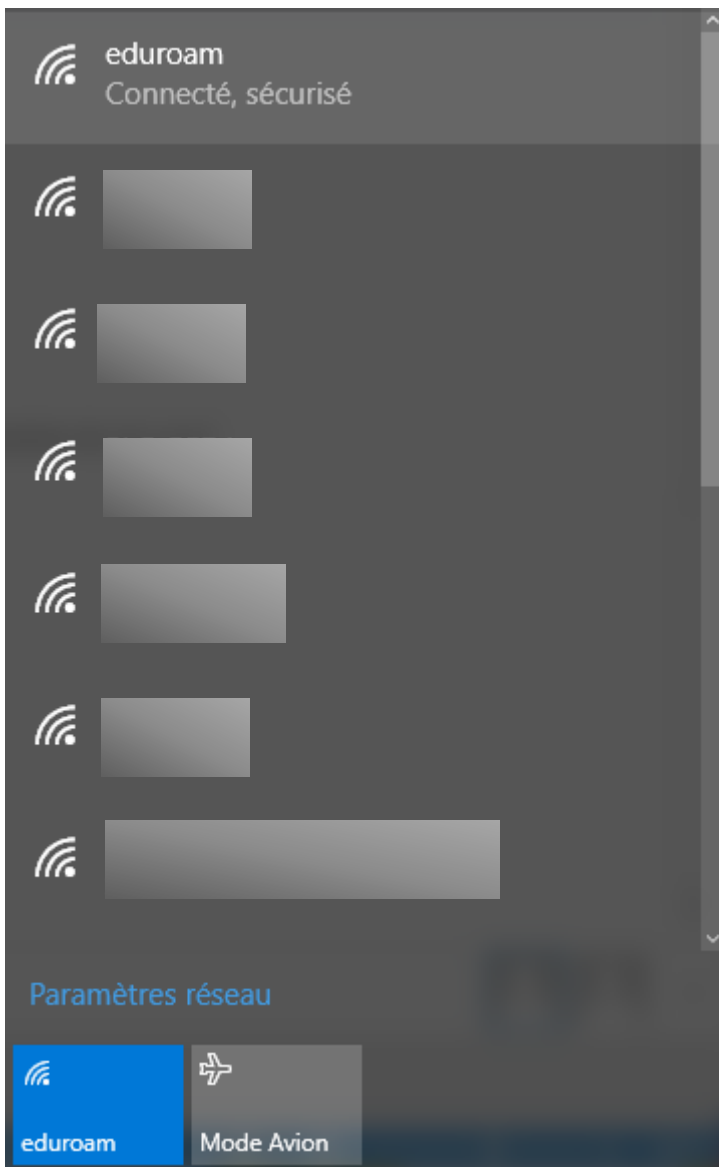 eduroam
Connecté, sécurisé
Paramètres réseau
eduroam
Mode Avion